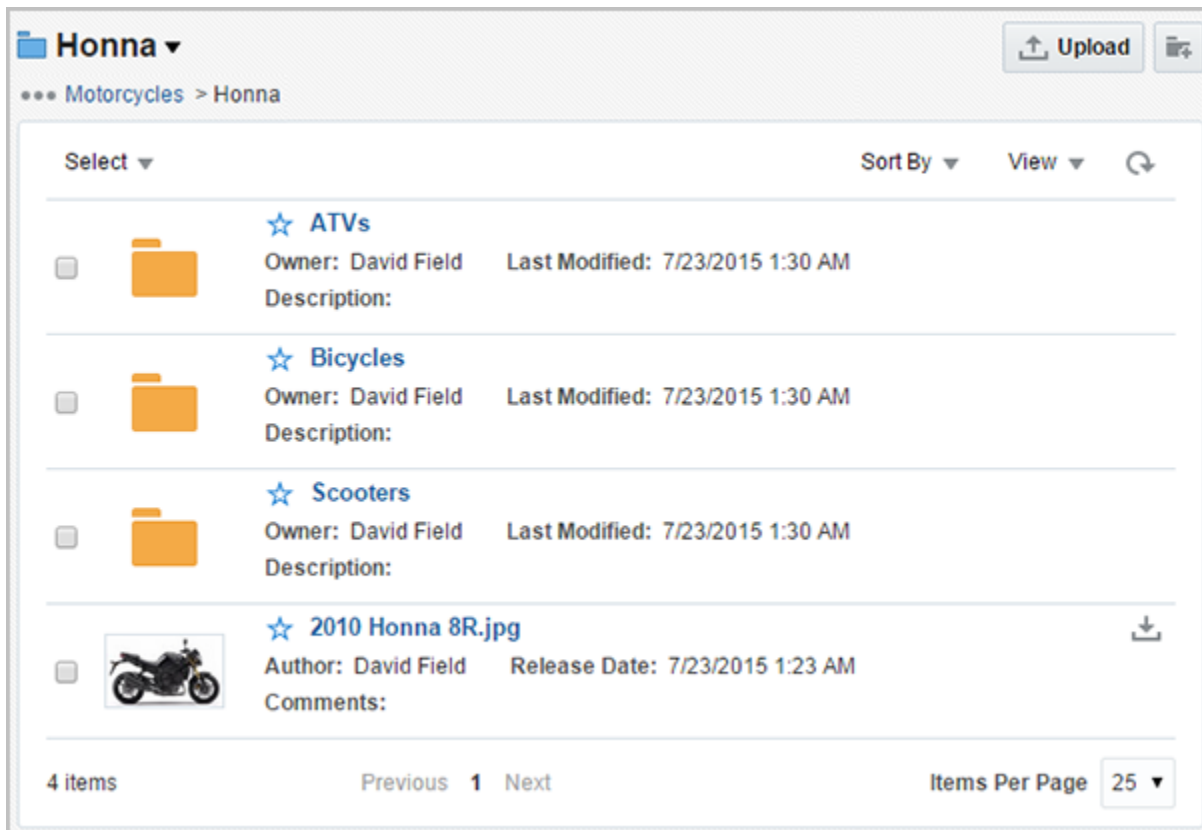 Honna
Upload
Motorcycles > Honna
Select Sort By View
ATVs
Owner: David Field Last Modified: 7/23/2015 1:30 AM
Description:
Bicycles
Owner: David Field Last Modified: 7/23/2015 1:30 AM
Description:
Scooters
Owner: David Field Last Modified: 7/23/2015 1:30 AM
Description:
2010 Honna 8R.jpg
Author: David Field Release Date: 7/23/2015 1:23 AM
Comments:
4 items Previous 1 Next Items Per Page 25